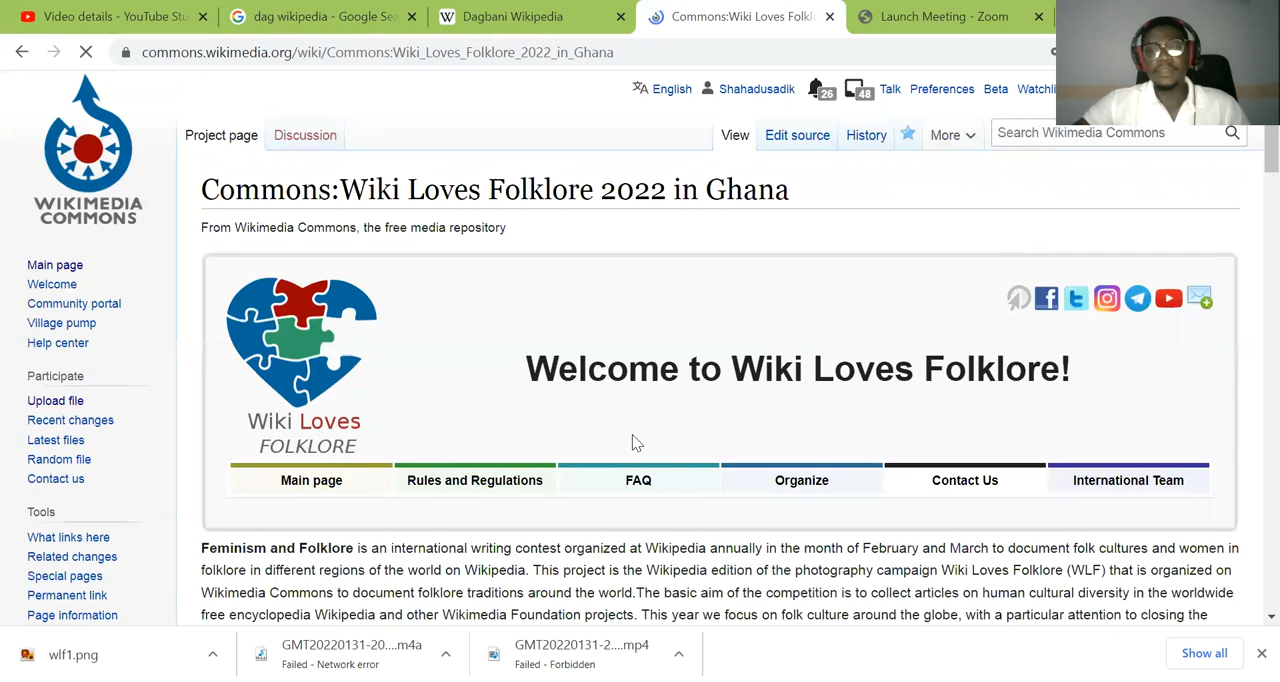 Video details - YouTube Stu
dag wikipedia - Google Sea
Dagbani Wikipedia
Commons:Wiki Loves Folkl
Launch Meeting - Zoom
commons.wikimedia.org/wiki/Commons:Wiki_Loves_Folklore_2022_in_Ghana
English
Shahadusadik
26
48
Talk
Preferences
Beta
Watchli
WIKIMEDIA
COMMONS
Project page
Discussion
View
Edit source
History
More
Search Wikimedia Commons
Commons:Wiki Loves Folklore 2022 in Ghana
From Wikimedia Commons, the free media repository
Main page
Welcome
Community portal
Village pump
Help center
Participate
Upload file
Recent changes
Latest files
Random file
Contact us
Tools
What links here
Related changes
Special pages
Permanent link
Page information
Wiki Loves
FOLKLORE
Welcome to Wiki Loves Folklore!
Main page
Rules and Regulations
FAQ
Organize
Contact Us
International Team
Feminism and Folklore is an international writing contest organized at Wikipedia annually in the month of February and March to document folk cultures and women in
folklore in different regions of the world on Wikipedia. This project is the Wikipedia edition of the photography campaign Wiki Loves Folklore (WLF) that is organized on
Wikimedia Commons to document folklore traditions around the world.The basic aim of the competition is to collect articles on human cultural diversity in the worldwide
free encyclopedia Wikipedia and other Wikimedia Foundation projects. This year we focus on folk culture around the globe, with a particular attention to closing the
wlf1.png
GMT20220131-20....m4a
Failed - Network error
GMT20220131-2....mp4
Failed - Forbidden
Show all